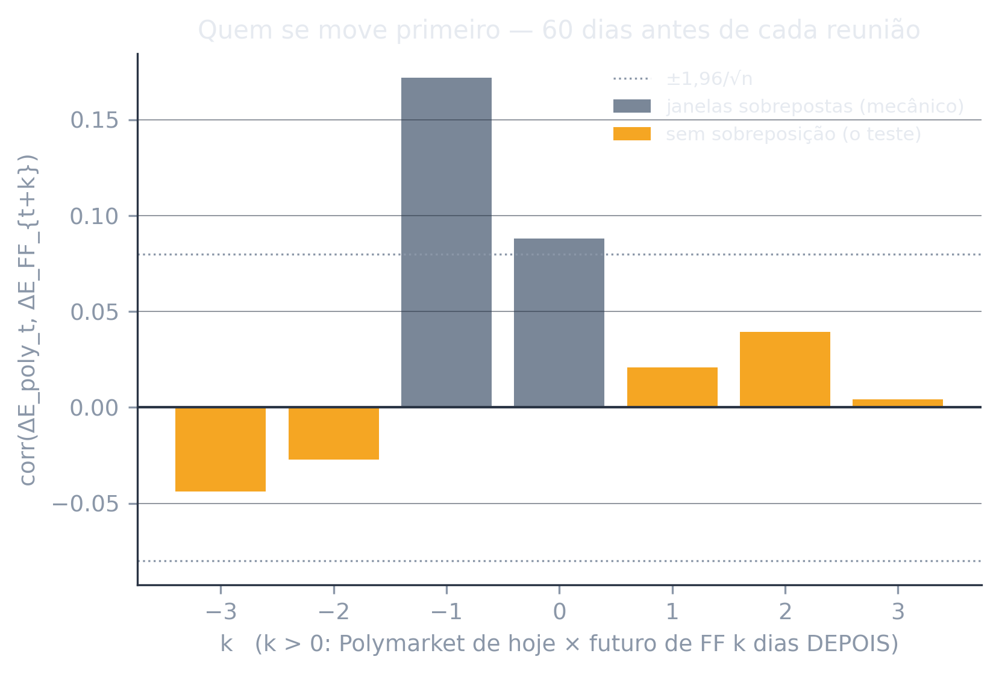 Quem se move primeiro — 60 dias antes de cada reunião
±1,96/√n
janelas sobrepostas (mecânico)
sem sobreposição (o teste)
corr(ΔE_poly_t, ΔE_FF_{t+k})
0.15
0.10
0.05
0.00
−0.05
−3 −2 −1 0 1 2 3
k (k > 0: Polymarket de hoje × futuro de FF k dias DEPOIS)